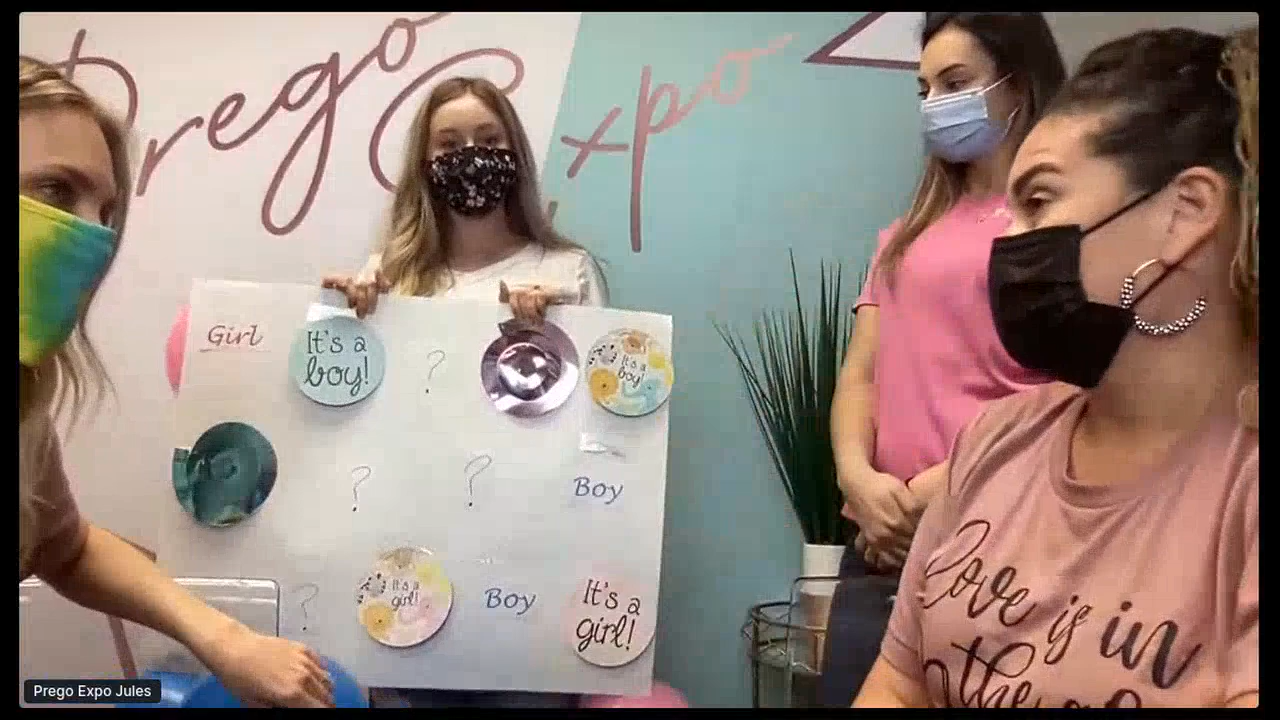 Prego
Expo
Girl
It's a
boy!
?
It's a
boy!
?
?
Boy
?
It's a
girl!
Boy
It's a
girl!
Love is in
the
Prego Expo Jules